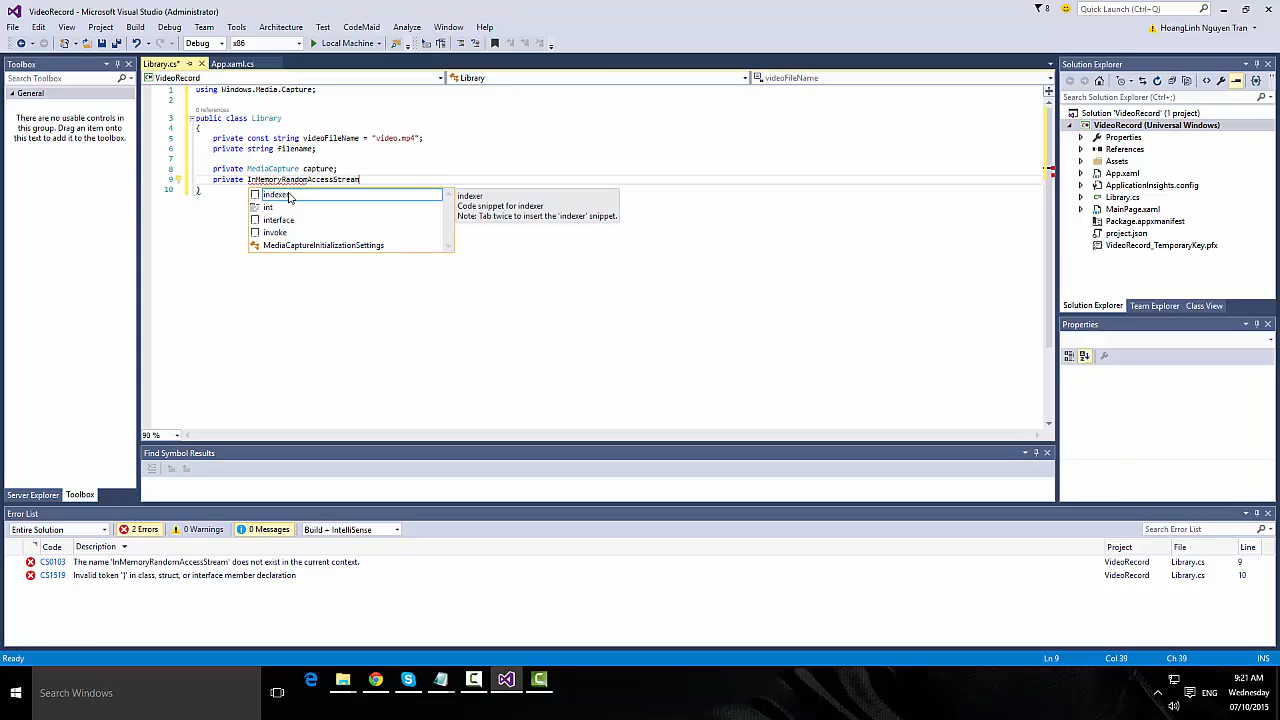 VideoRecord - Microsoft Visual Studio (Administrator)
8
Quick Launch (Ctrl+Q)
File Edit View Project Build Debug Team Tools Architecture Test CodeMaid Analyze Window Help
HoangLinh Nguyen Tran
Debug x86 Local Machine
Toolbox
Search Toolbox
General
There are no usable controls in
this group. Drag an item onto
this text to add it to the toolbox.
Server Explorer Toolbox
Library.cs* App.xaml.cs
VideoRecord Library videoFileName
1 using Windows.Media.Capture;
2
0 references
3 public class Library
4 {
5 private const string videoFileName = "video.mp4";
6 private string filename;
7
8 private MediaCapture capture;
9 private InMemoryRandomAccessStream
10 }
indexer
int
interface
invoke
MediaCaptureInitializationSettings
indexer
Code snippet for indexer
Note: Tab twice to insert the 'indexer' snippet.
90 %
Find Symbol Results
Solution Explorer
Search Solution Explorer (Ctrl+;)
Solution 'VideoRecord' (1 project)
VideoRecord (Universal Windows)
Properties
References
Assets
App.xaml
ApplicationInsights.config
Library.cs
MainPage.xaml
Package.appxmanifest
project.json
VideoRecord_TemporaryKey.pfx
Solution Explorer Team Explorer Class View
Properties
Error List
Entire Solution 2 Errors 0 Warnings 0 Messages Build + IntelliSense
Search Error List
Code Description Project File Line
CS0103 The name 'InMemoryRandomAccessStream' does not exist in the current context. VideoRecord Library.cs 9
CS1519 Invalid token '}' in class, struct, or interface member declaration VideoRecord Library.cs 10
Ready Ln 9 Col 39 Ch 39 INS
Search Windows
ENG
9:21 AM
Wednesday
07/10/2015